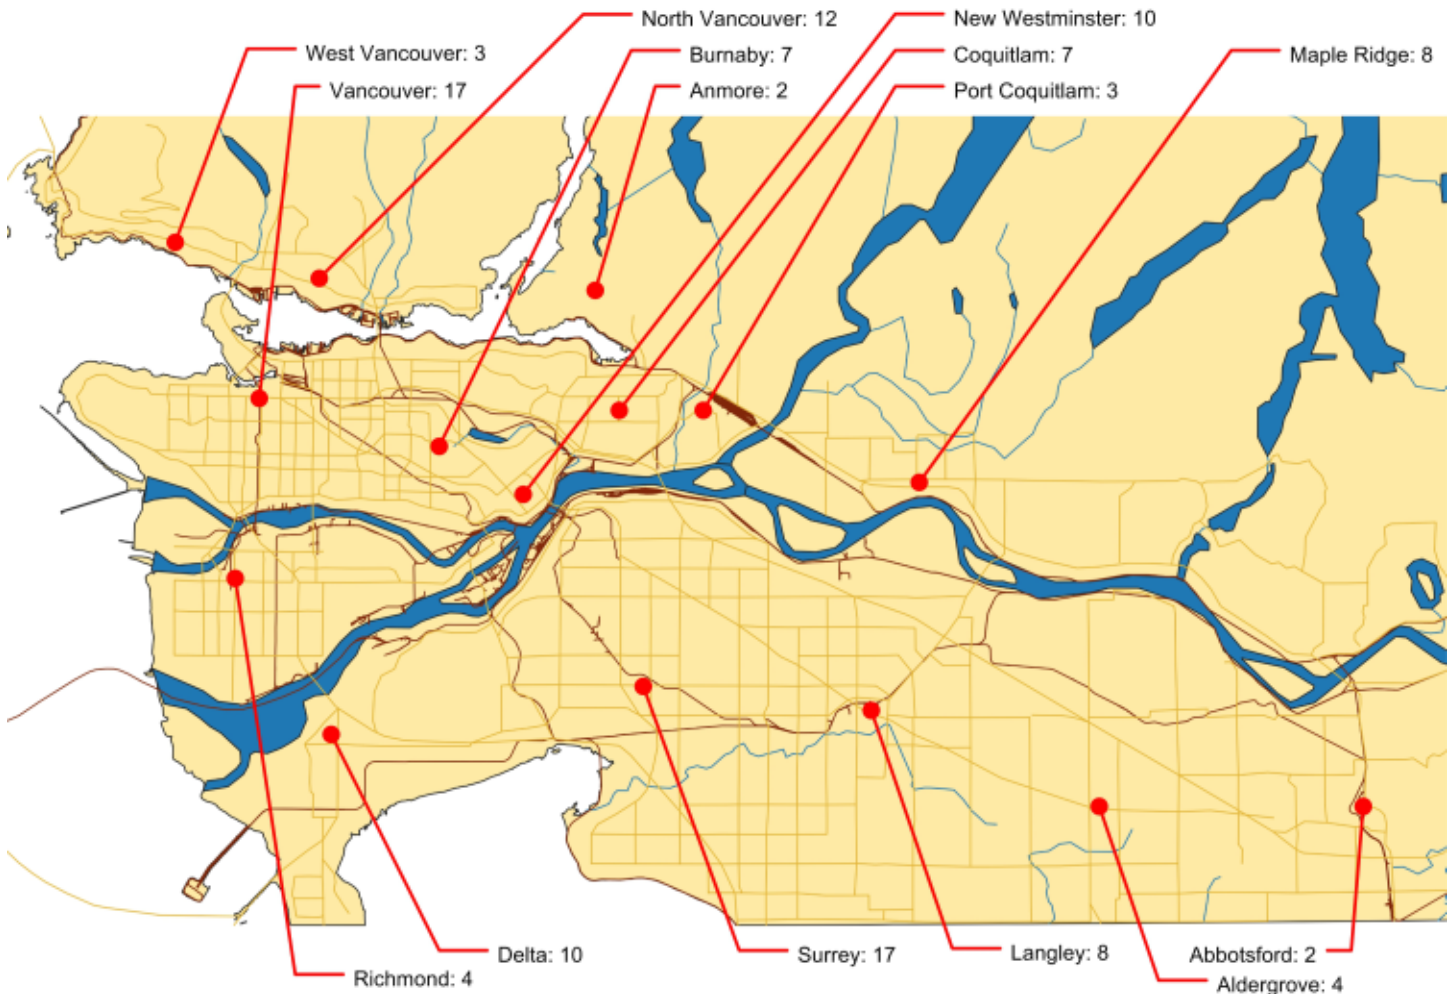 North Vancouver: 12
New Westminster: 10
West Vancouver: 3
Burnaby: 7
Coquitlam: 7
Maple Ridge: 8
Vancouver: 17
Anmore: 2
Port Coquitlam: 3
Delta: 10
Surrey: 17
Langley: 8
Abbotsford: 2
Richmond: 4
Aldergrove: 4